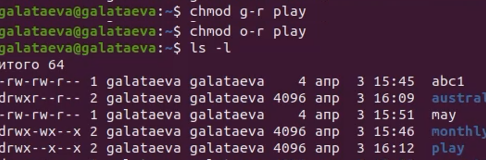 galataeva@galataeva:~$ chmod g-r play
galataeva@galataeva:~$ chmod o-r play
galataeva@galataeva:~$ ls -l
итого 64
-rw-rw-r-- 1 galataeva galataeva    4 апр  3 15:45  abc1
drwxr--r-- 2 galataeva galataeva 4096 апр  3 16:09  austral
-rw-rw-r-- 1 galataeva galataeva    4 апр  3 15:51  may
drwx-wx--x 2 galataeva galataeva 4096 апр  3 15:46  monthly
drwx--x--x 2 galataeva galataeva 4096 апр  3 16:12  play